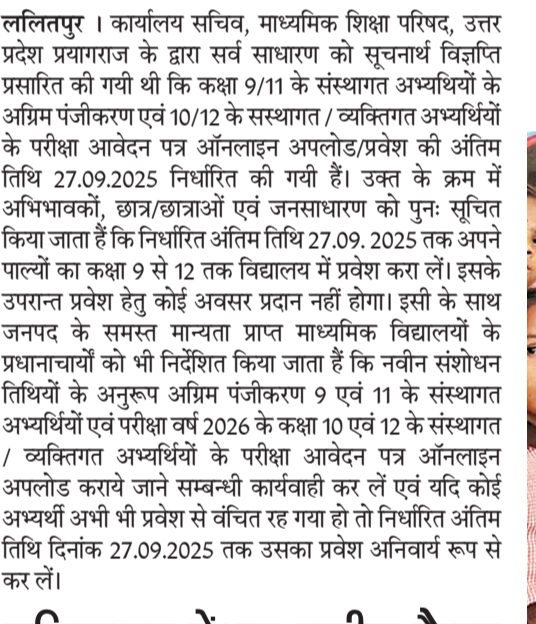 ललितपुर । कार्यालय सचिव, माध्यमिक शिक्षा परिषद, उत्तर
प्रदेश प्रयागराज के द्वारा सर्व साधारण को सूचनार्थ विज्ञप्ति
प्रसारित की गयी थी कि कक्षा 9/11 के संस्थागत अभ्यथियों के
अग्रिम पंजीकरण एवं 10/12 के सस्थागत / व्यक्तिगत अभ्यर्थियों
के परीक्षा आवेदन पत्र ऑनलाइन अपलोड/प्रवेश की अंतिम
तिथि 27.09.2025 निर्धारित की गयी हैं। उक्त के क्रम में
अभिभावकों, छात्र/छात्राओं एवं जनसाधारण को पुनः सूचित
किया जाता हैं कि निर्धारित अन्तिम तिथि 27.09. 2025 तक अपने
पाल्यों का कक्षा 9 से 12 तक विद्यालय में प्रवेश करा लें। इसके
उपरान्त प्रवेश हेतु कोई अवसर प्रदान नहीं होगा। इसी के साथ
जनपद के समस्त मान्यता प्राप्त माध्यमिक विद्यालयों के
प्रधानाचार्यों को भी निर्देशित किया जाता हैं कि नवीन संशोधन
तिथियों के अनुरूप अग्रिम पंजीकरण 9 एवं 11 के संस्थागत
अभ्यर्थियों एवं परीक्षा वर्ष 2026 के कक्षा 10 एवं 12 के संस्थागत
/ व्यक्तिगत अभ्यर्थियों के परीक्षा आवेदन पत्र ऑनलाइन
अपलोड कराये जाने सम्बन्धी कार्यवाही कर लें एवं यदि कोई
अभ्यर्थी अभी भी प्रवेश से वंचित रह गया हो तो निर्धारित अंतिम
तिथि दिनांक 27.09.2025 तक उसका प्रवेश अनिवार्य रूप से
कर लें।